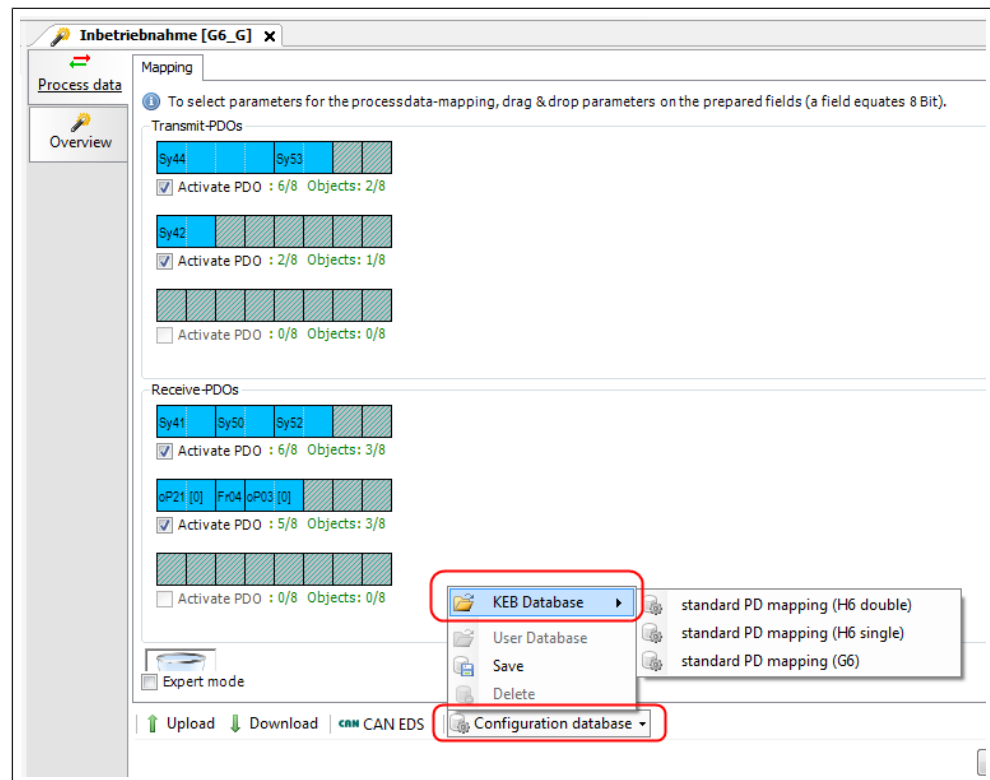 Inbetriebnahme [G6_G] x
Process data
Overview
Mapping
To select parameters for the processdata-mapping, drag & drop parameters on the prepared fields (a field equates 8 Bit).
Transmit-PDOs
Sy44 Sy53
Activate PDO : 6/8 Objects: 2/8
Sy42
Activate PDO : 2/8 Objects: 1/8
Activate PDO : 0/8 Objects: 0/8
Receive-PDOs
Sy41 Sy50 Sy52
Activate PDO : 6/8 Objects: 3/8
oP21 [0] Fr04 oP03 [0]
Activate PDO : 5/8 Objects: 3/8
Activate PDO : 0/8 Objects: 0/8
KEB Database
User Database
Save
Delete
standard PD mapping (H6 double)
standard PD mapping (H6 single)
standard PD mapping (G6)
Expert mode
Upload Download CAN CAN EDS Configuration database